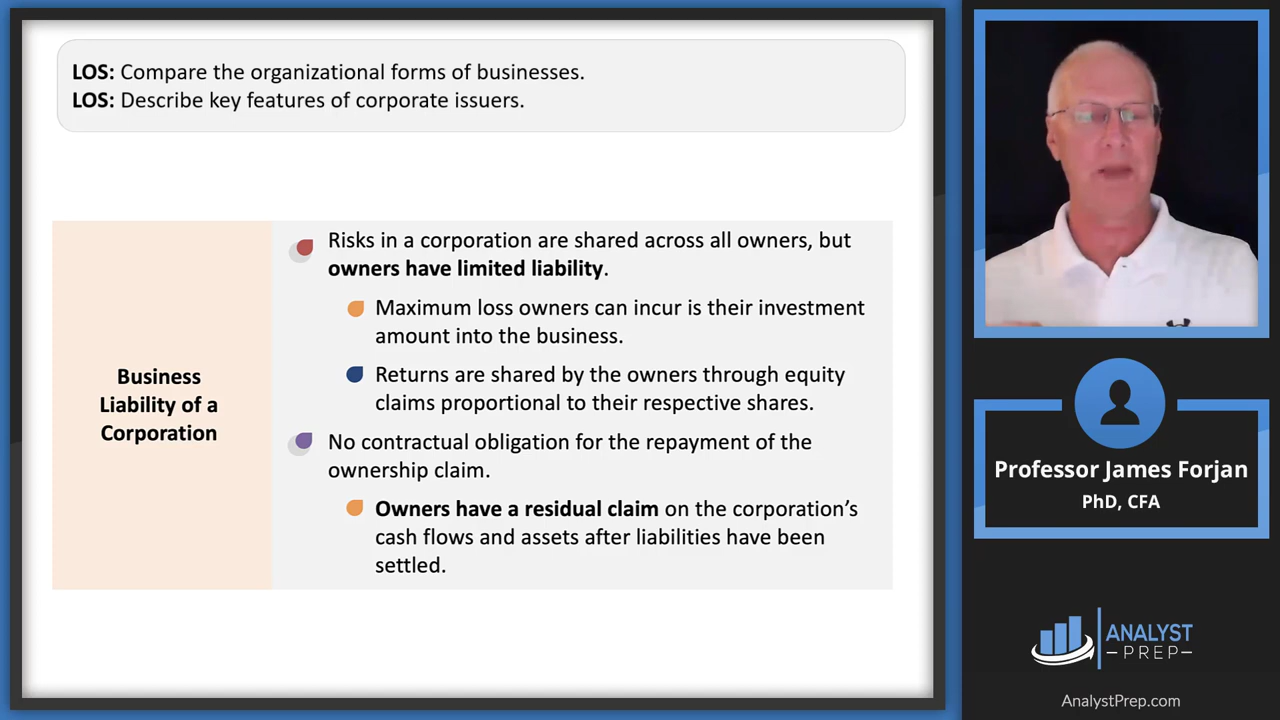 LOS: Compare the organizational forms of businesses.
LOS: Describe key features of corporate issuers.
Business
Liability of a
Corporation
Risks in a corporation are shared across all owners, but
owners have limited liability.
Maximum loss owners can incur is their investment
amount into the business.
Returns are shared by the owners through equity
claims proportional to their respective shares.
No contractual obligation for the repayment of the
ownership claim.
Owners have a residual claim on the corporation’s
cash flows and assets after liabilities have been
settled.
Professor James Forjan
PhD, CFA
ANALYST
PREP
AnalystPrep.com